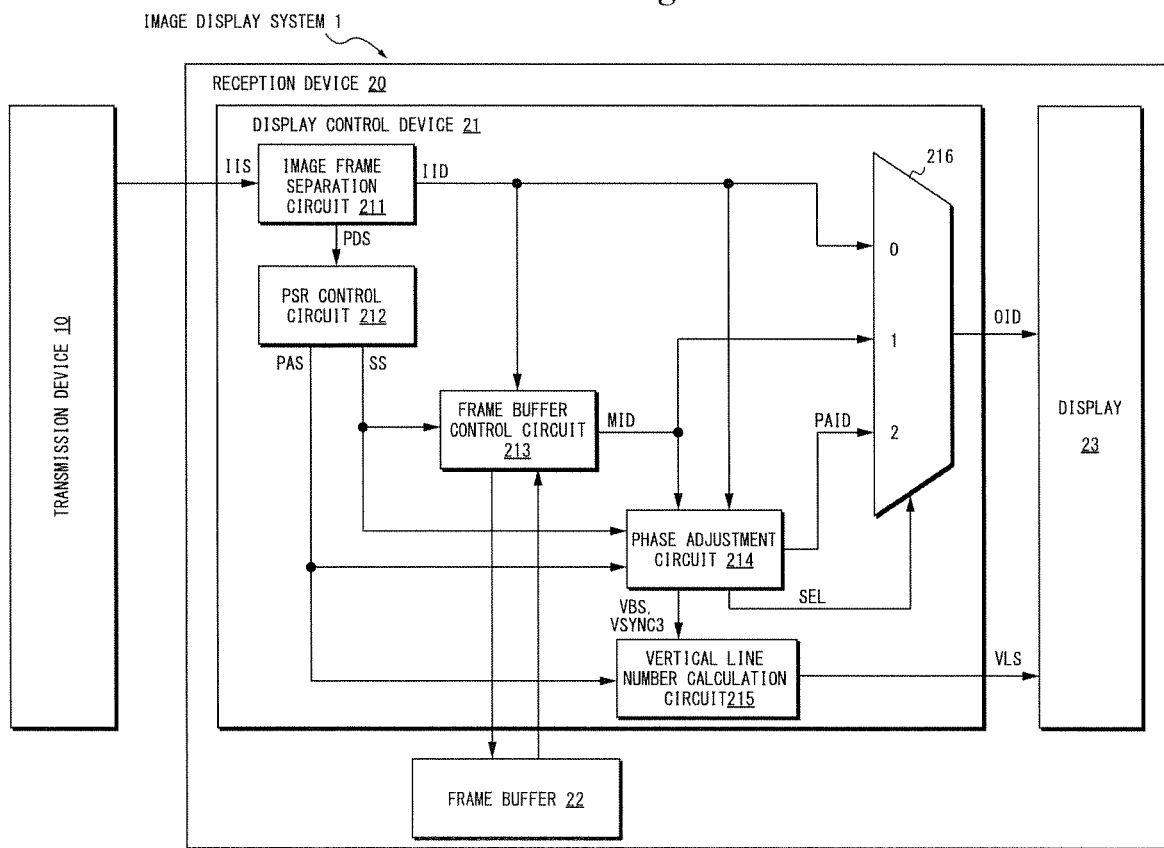 IMAGE DISPLAY SYSTEM 1
RECEPTION DEVICE 20
DISPLAY CONTROL DEVICE 21
TRANSMISSION DEVICE 10
IIS
IMAGE FRAME
SEPARATION
CIRCUIT 211
IID
216
PDS
0
PSR CONTROL
CIRCUIT 212
PAS
SS
1
OID
FRAME BUFFER
CONTROL CIRCUIT
213
MID
PAID
2
DISPLAY
23
PHASE ADJUSTMENT
CIRCUIT 214
SEL
VBS,
VSYNC3
VERTICAL LINE
NUMBER CALCULATION
CIRCUIT215
VLS
FRAME BUFFER 22